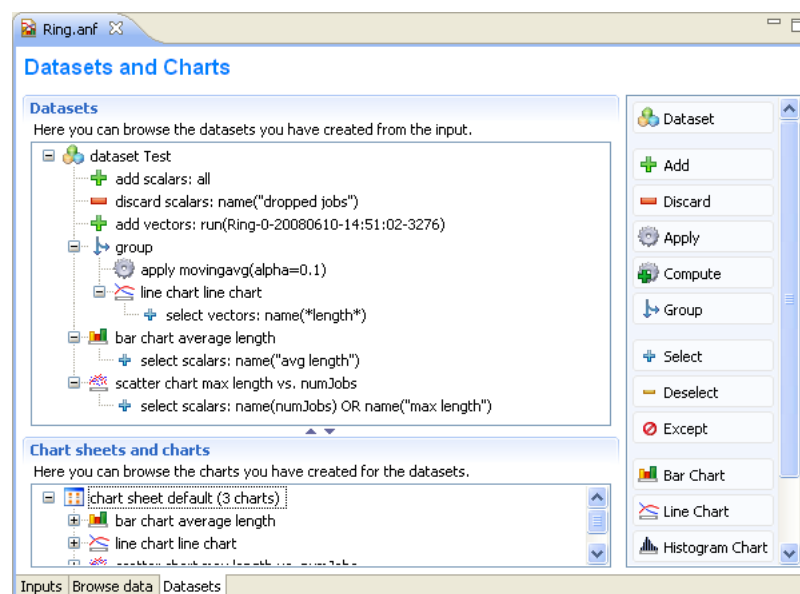 Ring.anf
Datasets and Charts
Datasets
Here you can browse the datasets you have created from the input.
dataset Test
add scalars: all
discard scalars: name("dropped jobs")
add vectors: run(Ring-0-20080610-14:51:02-3276)
group
apply movingavg(alpha=0.1)
line chart line chart
select vectors: name(*length*)
bar chart average length
select scalars: name("avg length")
scatter chart max length vs. numJobs
select scalars: name(numJobs) OR name("max length")
Chart sheets and charts
Here you can browse the charts you have created for the datasets.
chart sheet default (3 charts)
bar chart average length
line chart line chart
scatter chart max length vs. numJobs
Dataset
Add
Discard
Apply
Compute
Group
Select
Deselect
Except
Bar Chart
Line Chart
Histogram Chart
Inputs Browse data Datasets